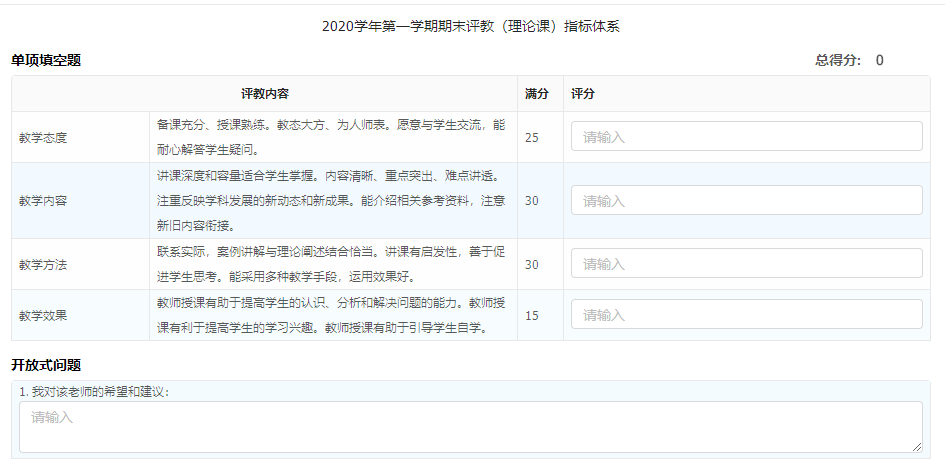 2020学年第一学期期末评教（理论课）指标体系
单项填空题
总得分： 0
评教内容 满分 评分
教学态度
备课充分、授课熟练。教态大方、为人师表。愿意与学生交流，能
耐心解答学生疑问。
25
请输入
教学内容
讲课深度和容量适合学生掌握。内容清晰、重点突出、难点讲透。
注重反映学科发展的新动态和新成果。能介绍相关参考资料，注意
新旧内容衔接。
30
请输入
教学方法
联系实际，案例讲解与理论阐述结合恰当。讲课有启发性，善于促
进学生思考。能采用多种教学手段，运用效果好。
30
请输入
教学效果
教师授课有助于提高学生的认识、分析和解决问题的能力。教师授
课有利于提高学生的学习兴趣。教师授课有助于引导学生自学。
15
请输入
开放式问题
1. 我对该老师的希望和建议：
请输入